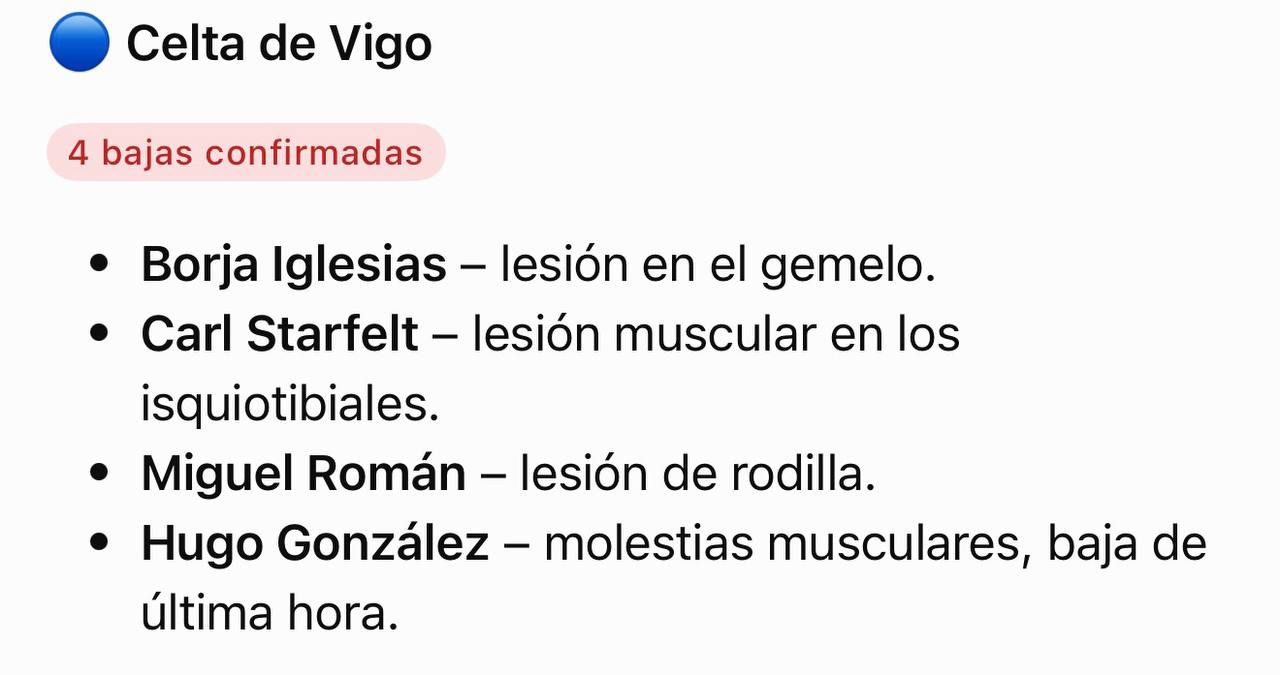 🔵 Celta de Vigo
4 bajas confirmadas
• Borja Iglesias – lesión en el gemelo.
• Carl Starfelt – lesión muscular en los
isquiotibiales.
• Miguel Román – lesión de rodilla.
• Hugo González – molestias musculares, baja de
última hora.